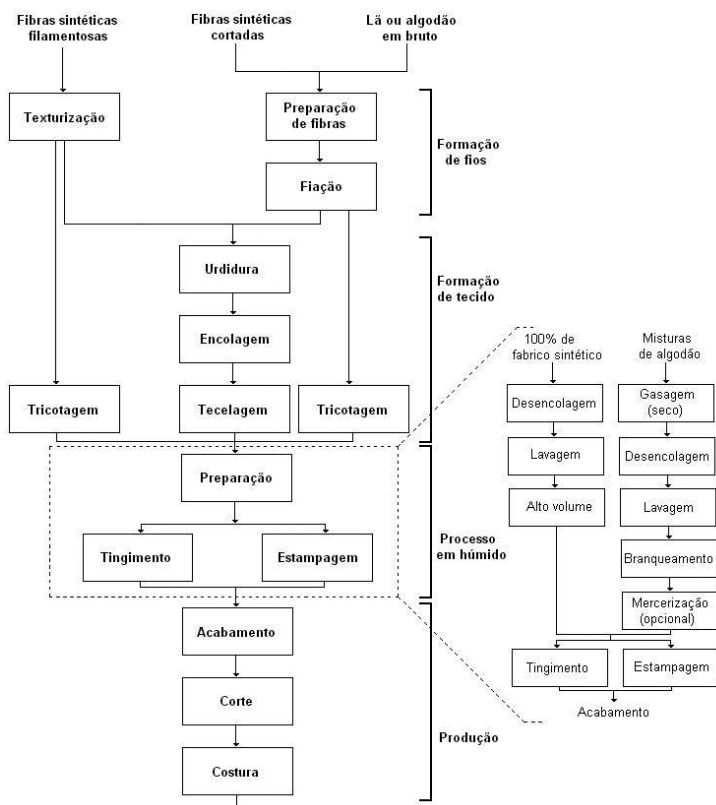 Fibras sintéticas
filamentosas
Fibras sintéticas
cortadas
Lã ou algodão
em bruto
Texturização
Preparação
de fibras
Formação
de fios
Fiação
Urdidura
Formação
de tecido
Encolagem
Tricotagem
Tecelagem
Tricotagem
Preparação
Tingimento
Estampagem
Processo
em húmido
Acabamento
Corte
Produção
Costura
100% de
fabrico sintético
Misturas
de algodão
Desencolagem
Gasagem
(seco)
Lavagem
Desencolagem
Alto volume
Lavagem
Branqueamento
Mercerização
(opcional)
Tingimento
Estampagem
Acabamento